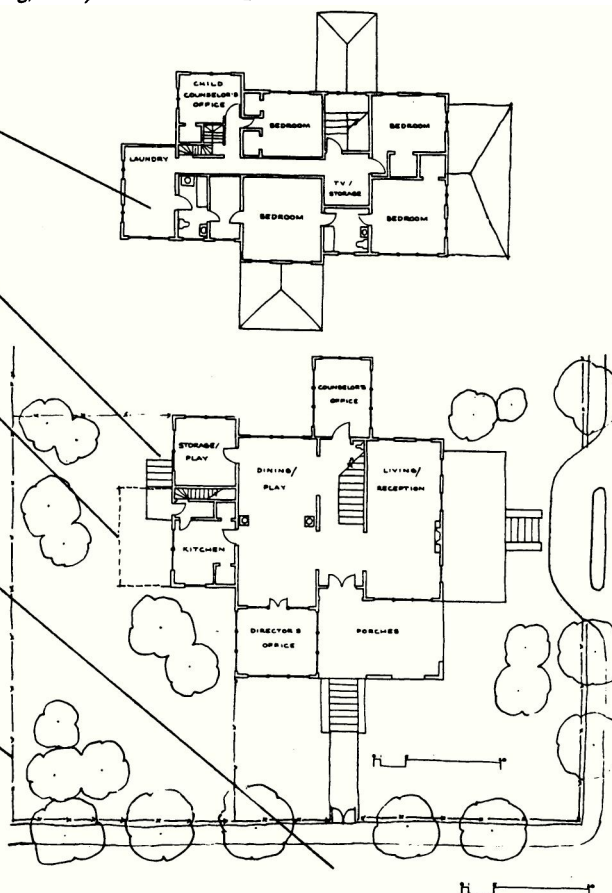 CHILD
COUNSELOR'S
OFFICE
BEDROOM
BEDROOM
LAUNDRY
TV/
STORAGE
BEDROOM
BEDROOM
COUNSELOR'S
OFFICE
STORAGE/
PLAY
DINING/
PLAY
LIVING/
RECEPTION
KITCHEN
DIRECTOR'S
OFFICE
PORCHES